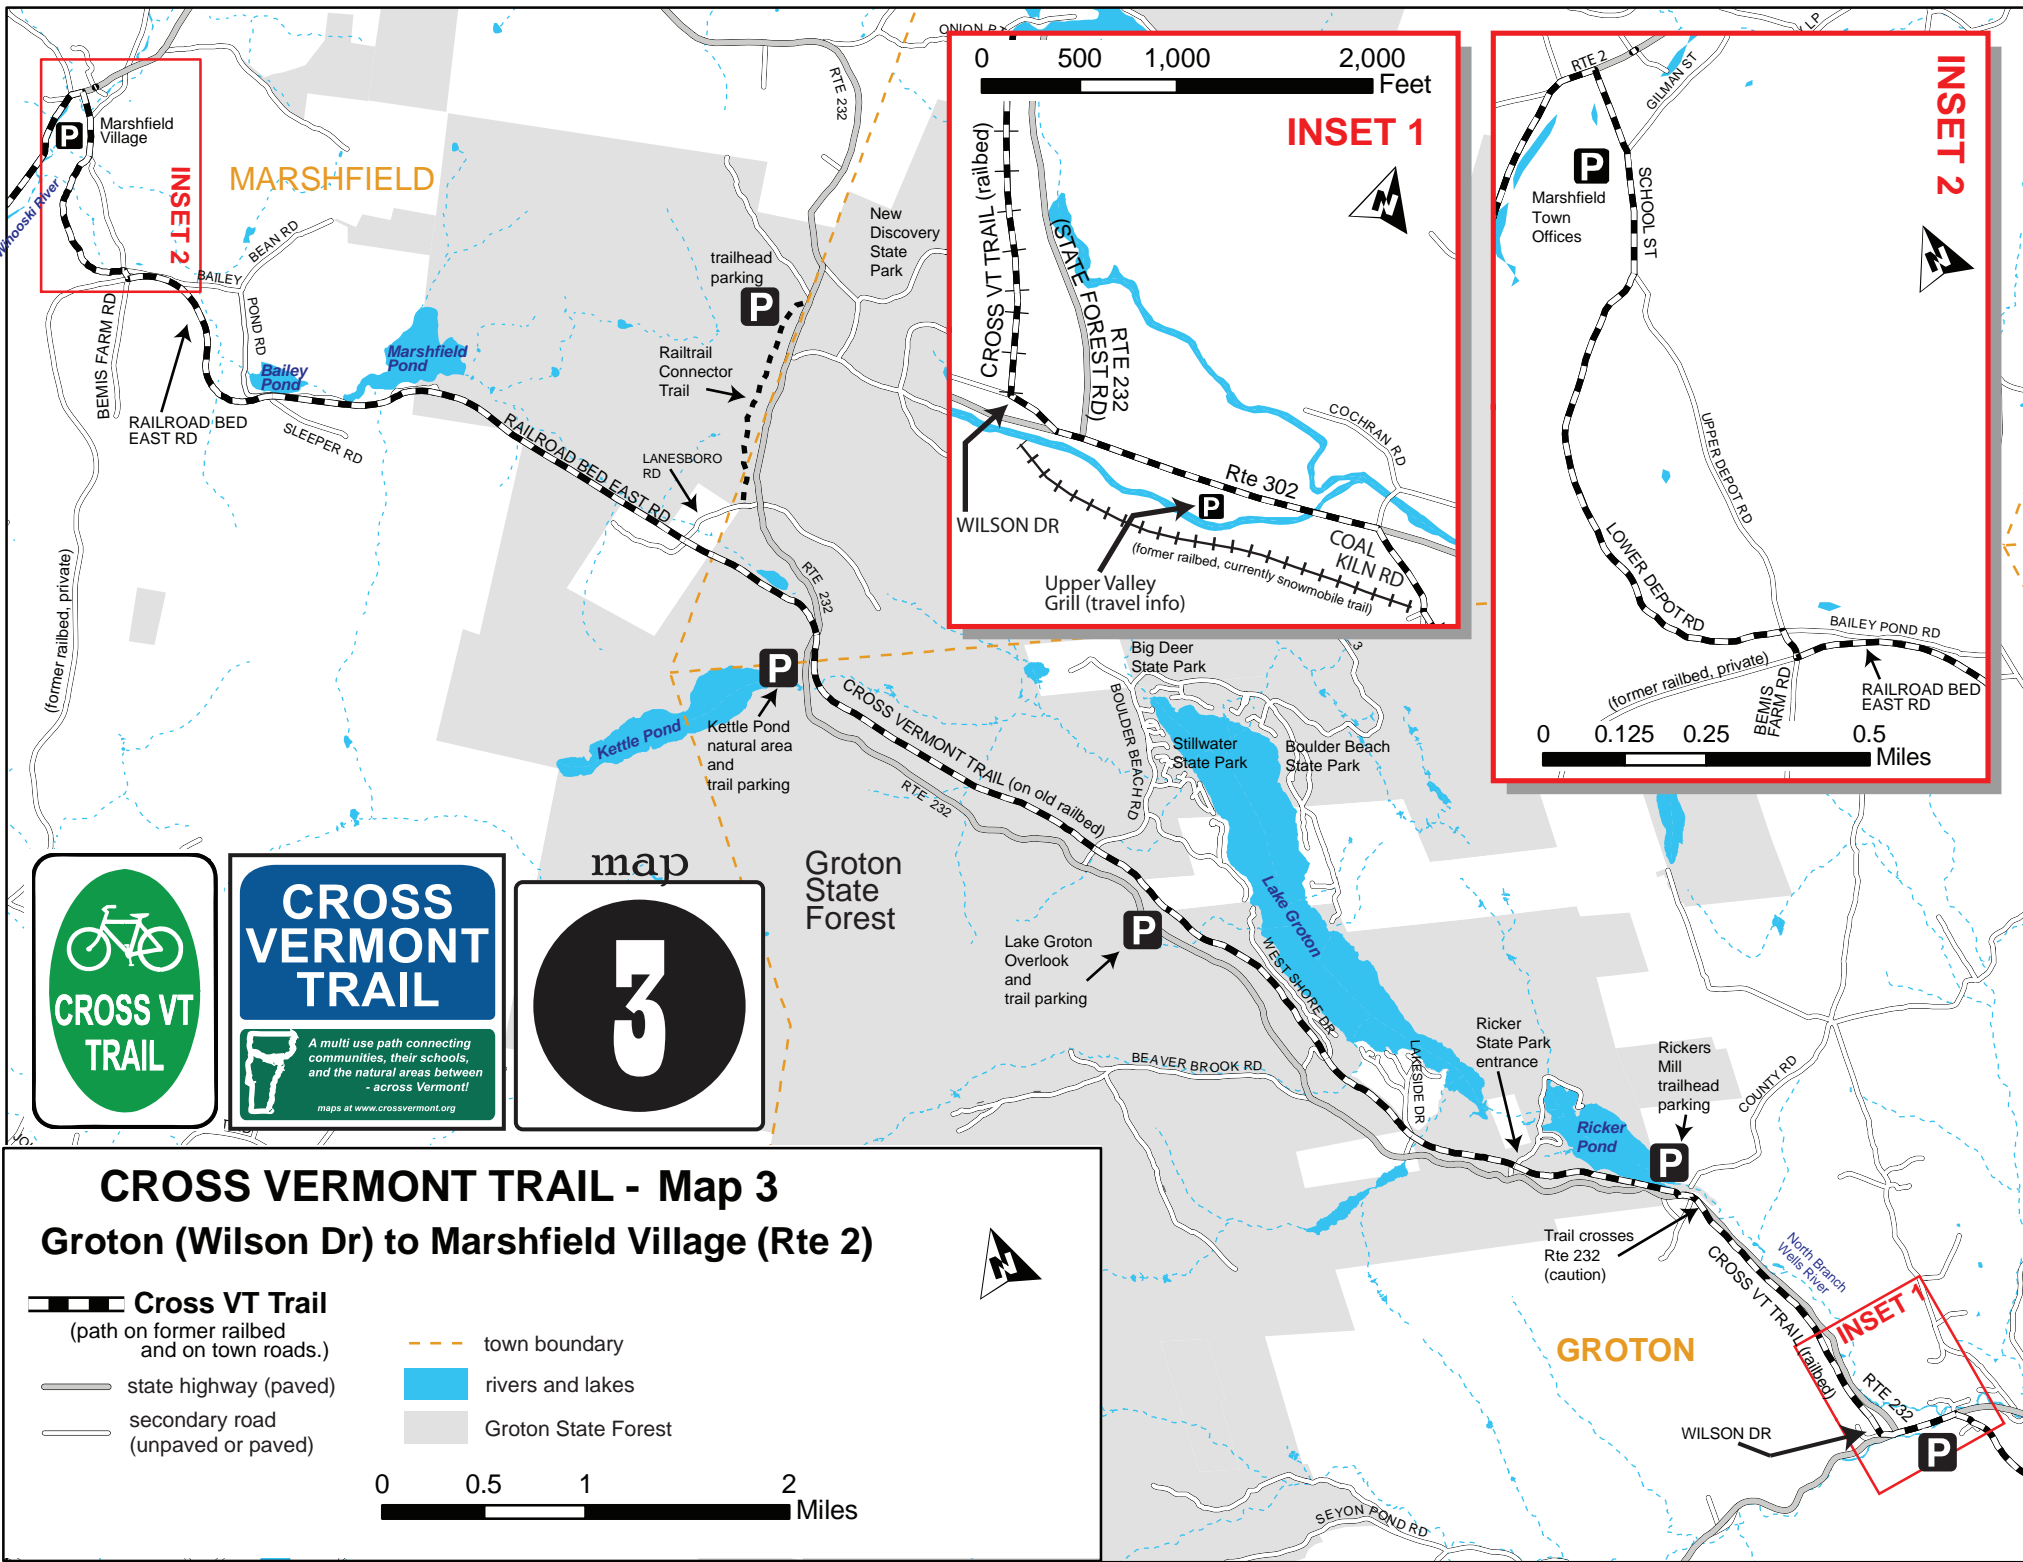 ONION
RTE 232
Marshfield
Village
MARSHFIELD
INSET 2
Winooski River
BEAN RD
BAILEY
POND RD
BEMIS FARM RD
RAILROAD BED
EAST RD
Bailey
Pond
Marshfield
Pond
SLEEPER RD
RAILROAD BED EAST RD
LANESBORO
RD
trailhead
parking
P
Railtrail
Connector
Trail
New
Discovery
State
Park
RTE 232
(former railbed, private)
P
Kettle Pond
Kettle Pond
natural area
and
trail parking
CROSS VERMONT TRAIL (on old railbed)
RTE 232
Groton
State
Forest
P
Lake Groton
Overlook
and
trail parking
Big Deer
State Park
BOULDER BEACH RD
Stillwater
State Park
Boulder Beach
State Park
Lake Groton
WEST SHORE DR
BEAVER BROOK RD
LAKESIDE DR
Ricker
State Park
entrance
Ricker
Pond
Rickers
Mill
trailhead
parking
P
COUNTY RD
Trail crosses
Rte 232
(caution)
North Branch
Wells River
CROSS VT TRAIL (railbed)
GROTON
INSET 1
RTE 232
WILSON DR
P
SEYON POND RD
P
0 500 1,000 2,000
Feet
INSET 1
N
CROSS VT TRAIL (railbed)
RTE 232
(STATE FOREST RD)
COCHRAN RD
Rte 302
WILSON DR
P
COAL
KILN RD
(former railbed, currently snowmobile trail)
Upper Valley
Grill (travel info)
RTE 2
GILMAN ST
LP
INSET 2
P
Marshfield
Town
Offices
SCHOOL ST
N
UPPER DEPOT RD
LOWER DEPOT RD
BAILEY POND RD
(former railbed, private)
BEMIS
FARM RD
RAILROAD BED
EAST RD
0 0.125 0.25 0.5
Miles
CROSS VT
TRAIL
CROSS
VERMONT
TRAIL
A multi use path connecting
communities, their schools,
and the natural areas between
- across Vermont!
maps at www.crossvermont.org
map
3
CROSS VERMONT TRAIL - Map 3
Groton (Wilson Dr) to Marshfield Village (Rte 2)
N
Cross VT Trail
(path on former railbed
and on town roads.)
state highway (paved)
secondary road
(unpaved or paved)
town boundary
rivers and lakes
Groton State Forest
0 0.5 1 2
Miles